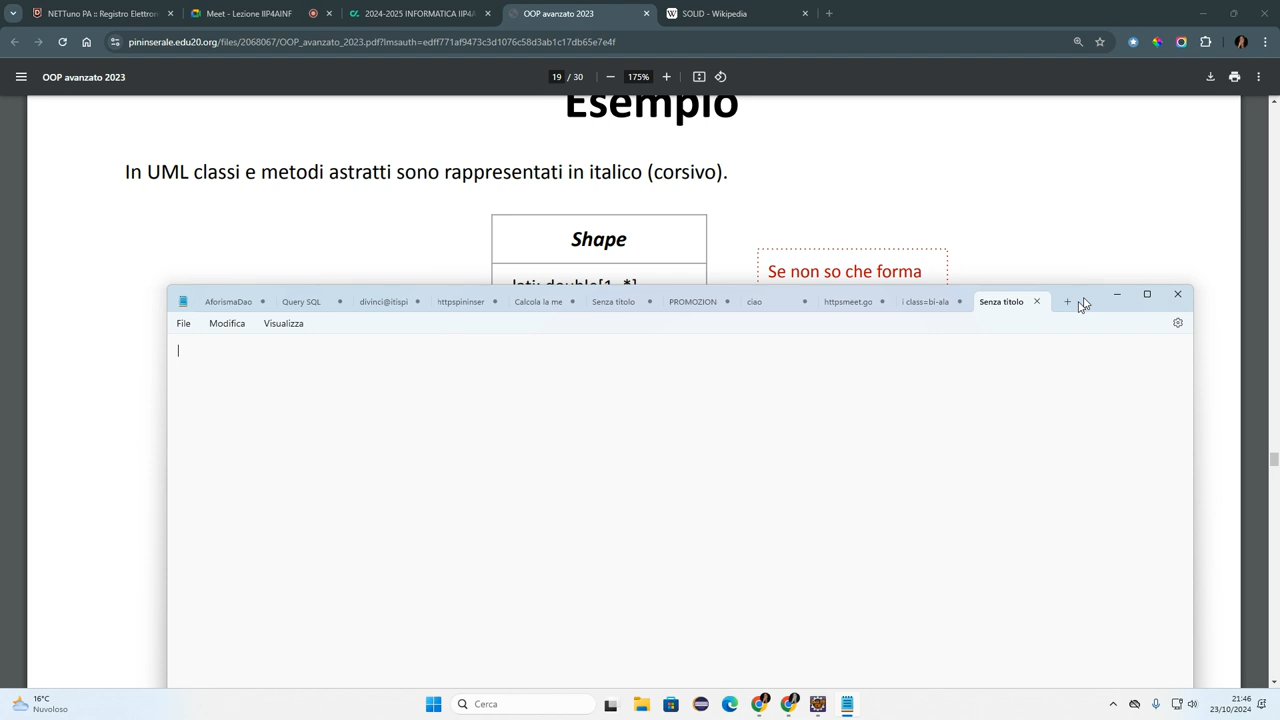 NETTuno PA :: Registro Elettron
Meet - Lezione IIP4AINF
2024-2025 INFORMATICA IIP4A
OOP avanzato 2023
SOLID - Wikipedia
pininserale.edu20.org/files/2068067/OOP_avanzato_2023.pdf?lmsauth=edff771af9473c3d1076c58d3ab1c17db65e7e4f
OOP avanzato 2023
19 / 30
175%
Esempio
In UML classi e metodi astratti sono rappresentati in italico (corsivo).
Shape
lati: double[1..*]
Se non so che forma
AforismaDao
Query SQL
divinci@itispi
httpspininser
Calcola la me
Senza titolo
PROMOZION
ciao
httpsmeet.go
i class=bi-ala
Senza titolo
File
Modifica
Visualizza
16°C
Nuvoloso
Cerca
21:46
23/10/2024